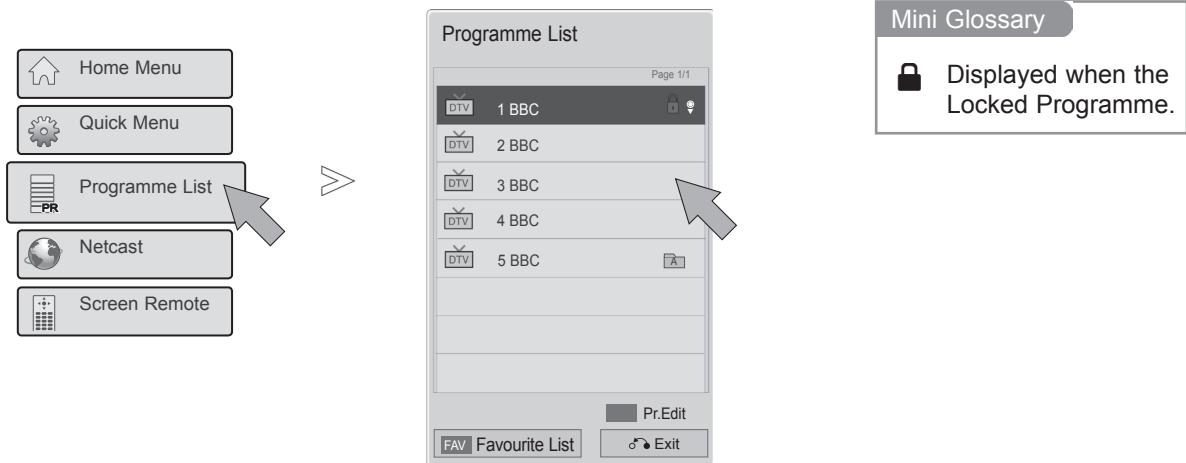 Home Menu
Quick Menu
PR
Programme List
Netcast
Screen Remote
Programme List
Page 1/1
DTV 1 BBC
DTV 2 BBC
DTV 3 BBC
DTV 4 BBC
DTV 5 BBC A
Pr.Edit
FAV Favourite List
Exit
Mini Glossary
Displayed when the
Locked Programme.